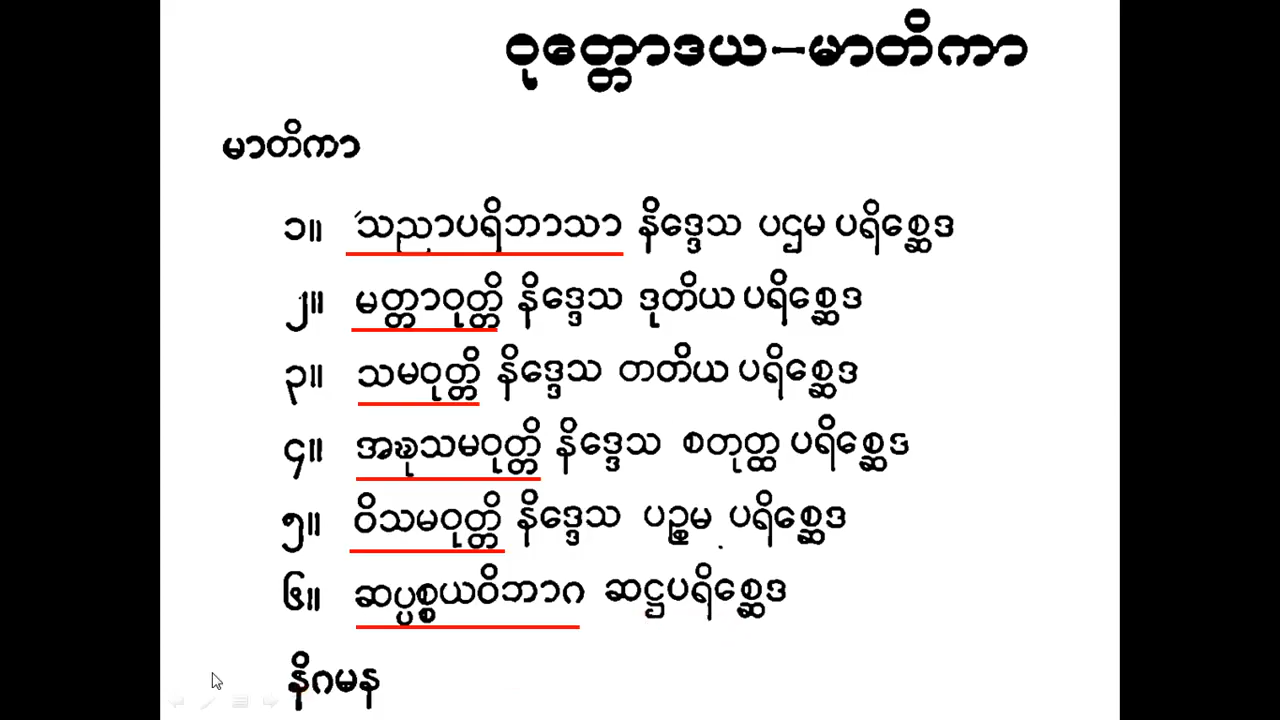 ဝုတ္တောဒယ–မာတိကာ
မာတိကာ
၁။ သညာပရိဘာသာ နိဒ္ဒေသ ပဌမ ပရိစ္ဆေဒ
၂။ မတ္တာဝုတ္တိ နိဒ္ဒေသ ဒုတိယ ပရိစ္ဆေဒ
၃။ သမဝုတ္တိ နိဒ္ဒေသ တတိယ ပရိစ္ဆေဒ
၄။ အဍ္ဎသမဝုတ္တိ နိဒ္ဒေသ စတုတ္ထ ပရိစ္ဆေဒ
၅။ ဝိသမဝုတ္တိ နိဒ္ဒေသ ပဉ္စမ ပရိစ္ဆေဒ
၆။ ဆပ္ပစ္စယဝိဘာဂ ဆဋ္ဌပရိစ္ဆေဒ
နိဂမန